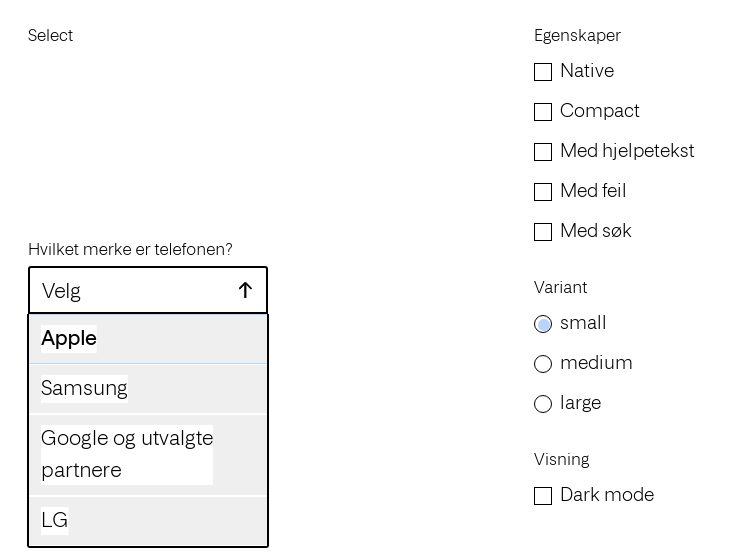 Select
Hvilket merke er telefonen?
Velg
Apple
Samsung
Google og utvalgte
partnere
LG
Egenskaper
Native
Compact
Med hjelpetekst
Med feil
Med søk
Variant
small
medium
large
Visning
Dark mode